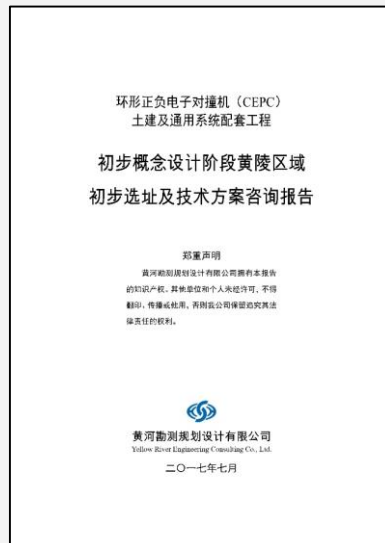 环形正负电子对撞机（CEPC）
土建及通用系统配套工程
初步概念设计阶段黄陵区域
初步选址及技术方案咨询报告
郑重声明
黄河勘测规划设计有限公司拥有本报告
的知识产权，其他单位和个人未经许可，不得
翻印、传播或他用，否则我公司保留追究其法
律责任的权利。
黄河勘测规划设计有限公司
Yellow River Engineering Consulting Co., Ltd.
二〇一七年七月